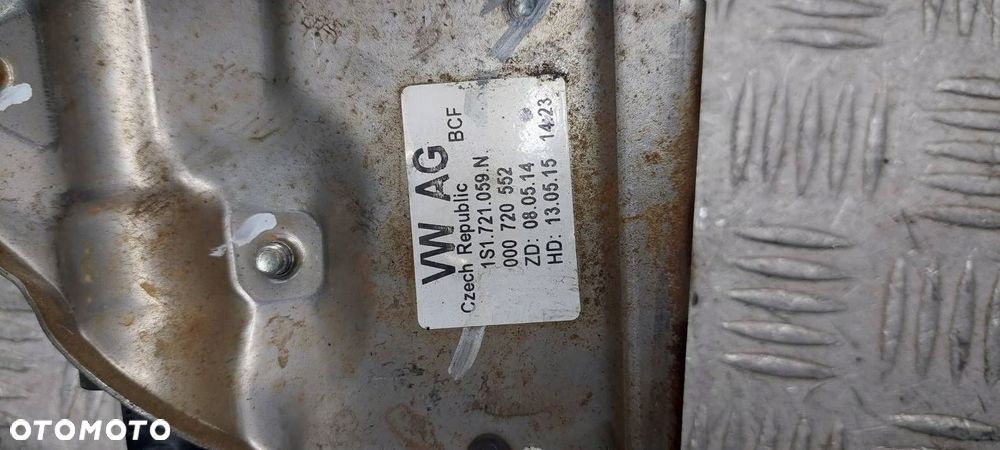 VW AG
Czech Republic BCF
1S1.721.059.N
000 720 552
ZD: 08.05.14
HD: 13.05.15 14:23
OTOMOTO